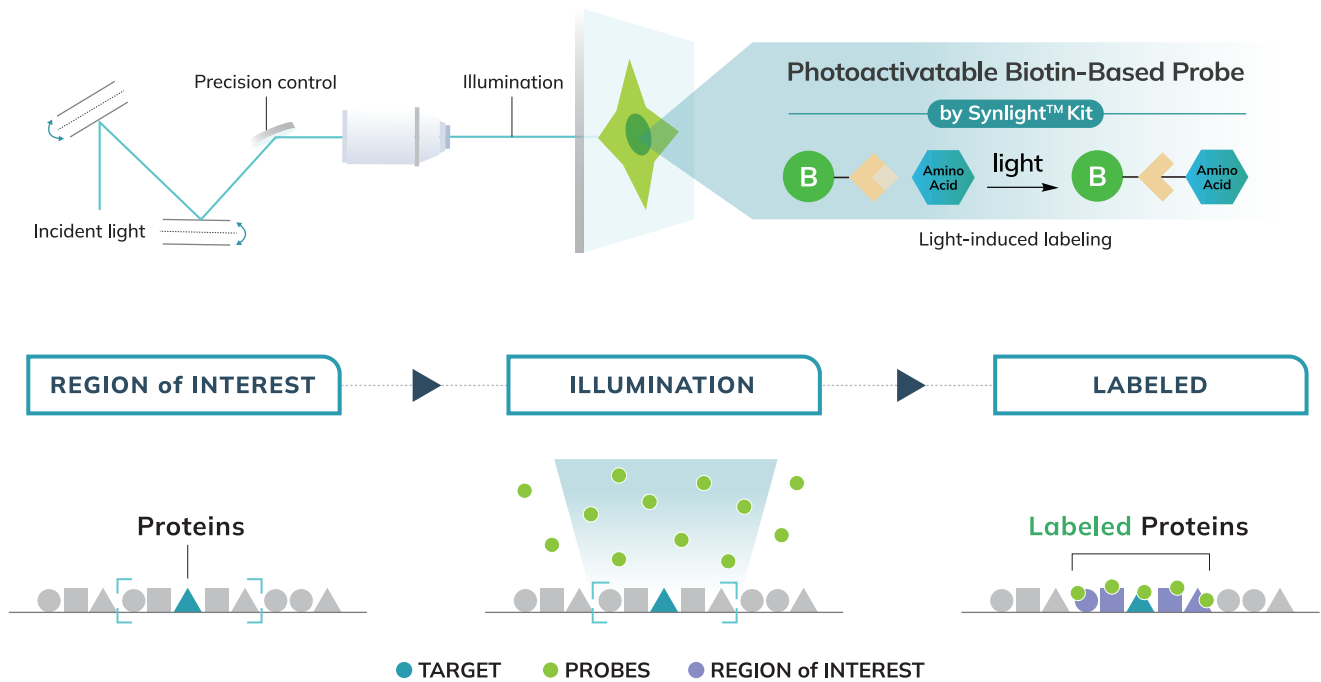 Precision control
Illumination
Incident light
Photoactivatable Biotin-Based Probe
by Synlight™ Kit
B
Amino
Acid
light
B
Amino
Acid
Light-induced labeling
REGION of INTEREST
ILLUMINATION
LABELED
Proteins
Labeled Proteins
TARGET
PROBES
REGION of INTEREST